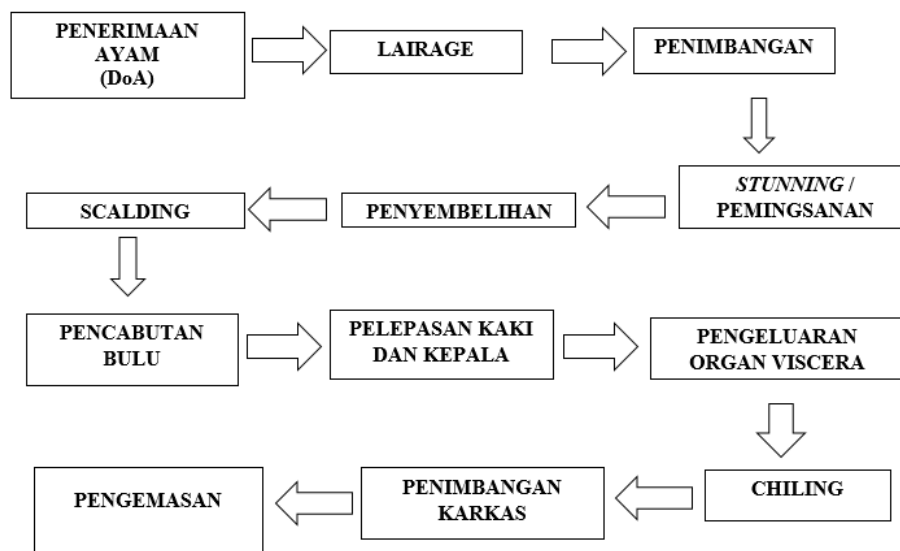 PENERIMAAN
AYAM
(DoA)
LAIRAGE
PENIMBANGAN
STUNNING /
PEMINGSANAN
PENYEMBELIHAN
SCALDING
PENCABUTAN
BULU
PELEPASAN KAKI
DAN KEPALA
PENGELUARAN
ORGAN VISCERA
CHILING
PENIMBANGAN
KARKAS
PENGEMASAN